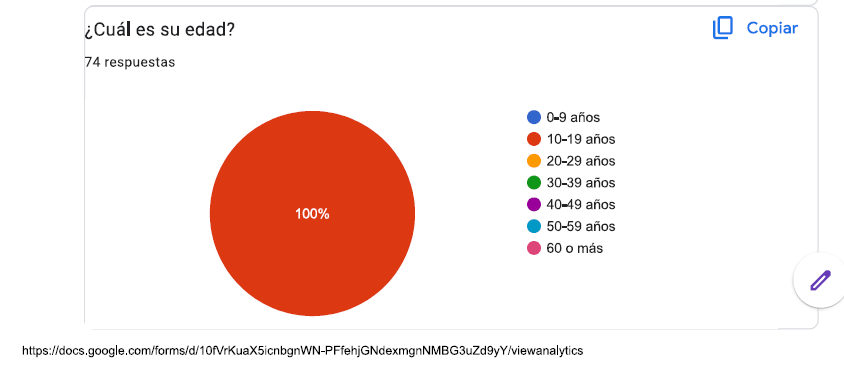 ¿Cuál es su edad?
Copiar
74 respuestas
100%
0-9 años
10-19 años
20-29 años
30-39 años
40-49 años
50-59 años
60 o más
https://docs.google.com/forms/d/10fVrKuaX5icnbgnWN-PFfehjGNdexmgnNMBG3uZd9yY/viewanalytics